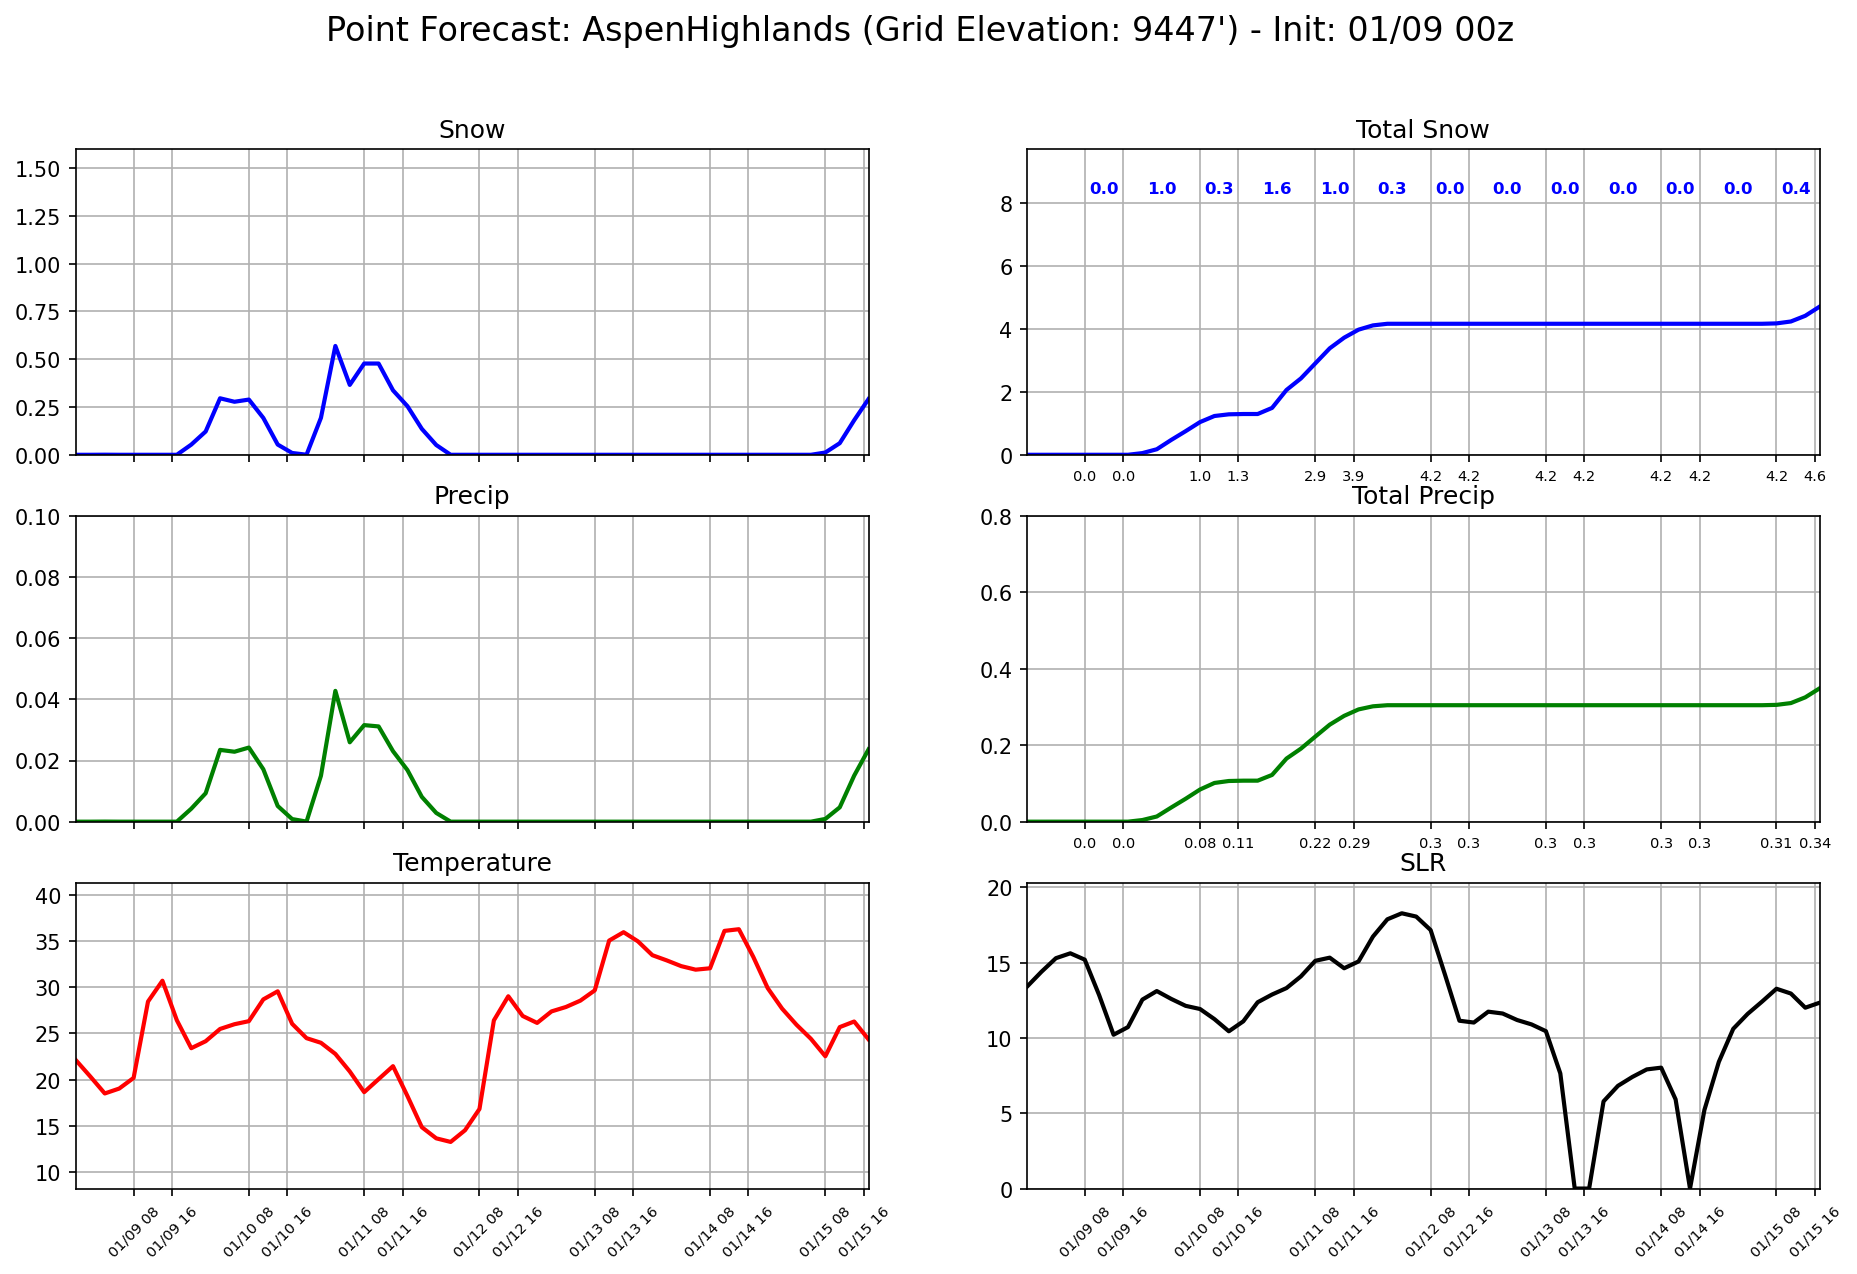 Point Forecast: AspenHighlands (Grid Elevation: 9447') - Init: 01/09 00z
Snow
1.50
1.25
1.00
0.75
0.50
0.25
0.00
Total Snow
0.0 1.0 0.3 1.6 1.0 0.3 0.0 0.0 0.0 0.0 0.0 0.0 0.4
8
6
4
2
0
0.0 0.0 1.0 1.3 2.9 3.9 4.2 4.2 4.2 4.2 4.2 4.2 4.2 4.6
Precip
0.10
0.08
0.06
0.04
0.02
0.00
Total Precip
0.8
0.6
0.4
0.2
0.0
0.0 0.0 0.08 0.11 0.22 0.29 0.3 0.3 0.3 0.3 0.3 0.3 0.31 0.34
Temperature
40
35
30
25
20
15
10
01/09 08 01/09 16 01/10 08 01/10 16 01/11 08 01/11 16 01/12 08 01/12 16 01/13 08 01/13 16 01/14 08 01/14 16 01/15 08 01/15 16
SLR
20
15
10
5
0
01/09 08 01/09 16 01/10 08 01/10 16 01/11 08 01/11 16 01/12 08 01/12 16 01/13 08 01/13 16 01/14 08 01/14 16 01/15 08 01/15 16